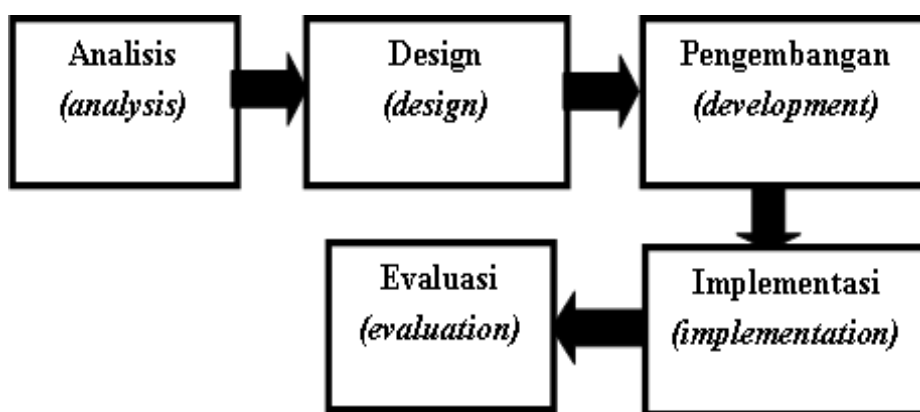 Analisis
(analysis)
Design
(design)
Pengembangan
(development)
Evaluasi
(evaluation)
Implementasi
(implementation)